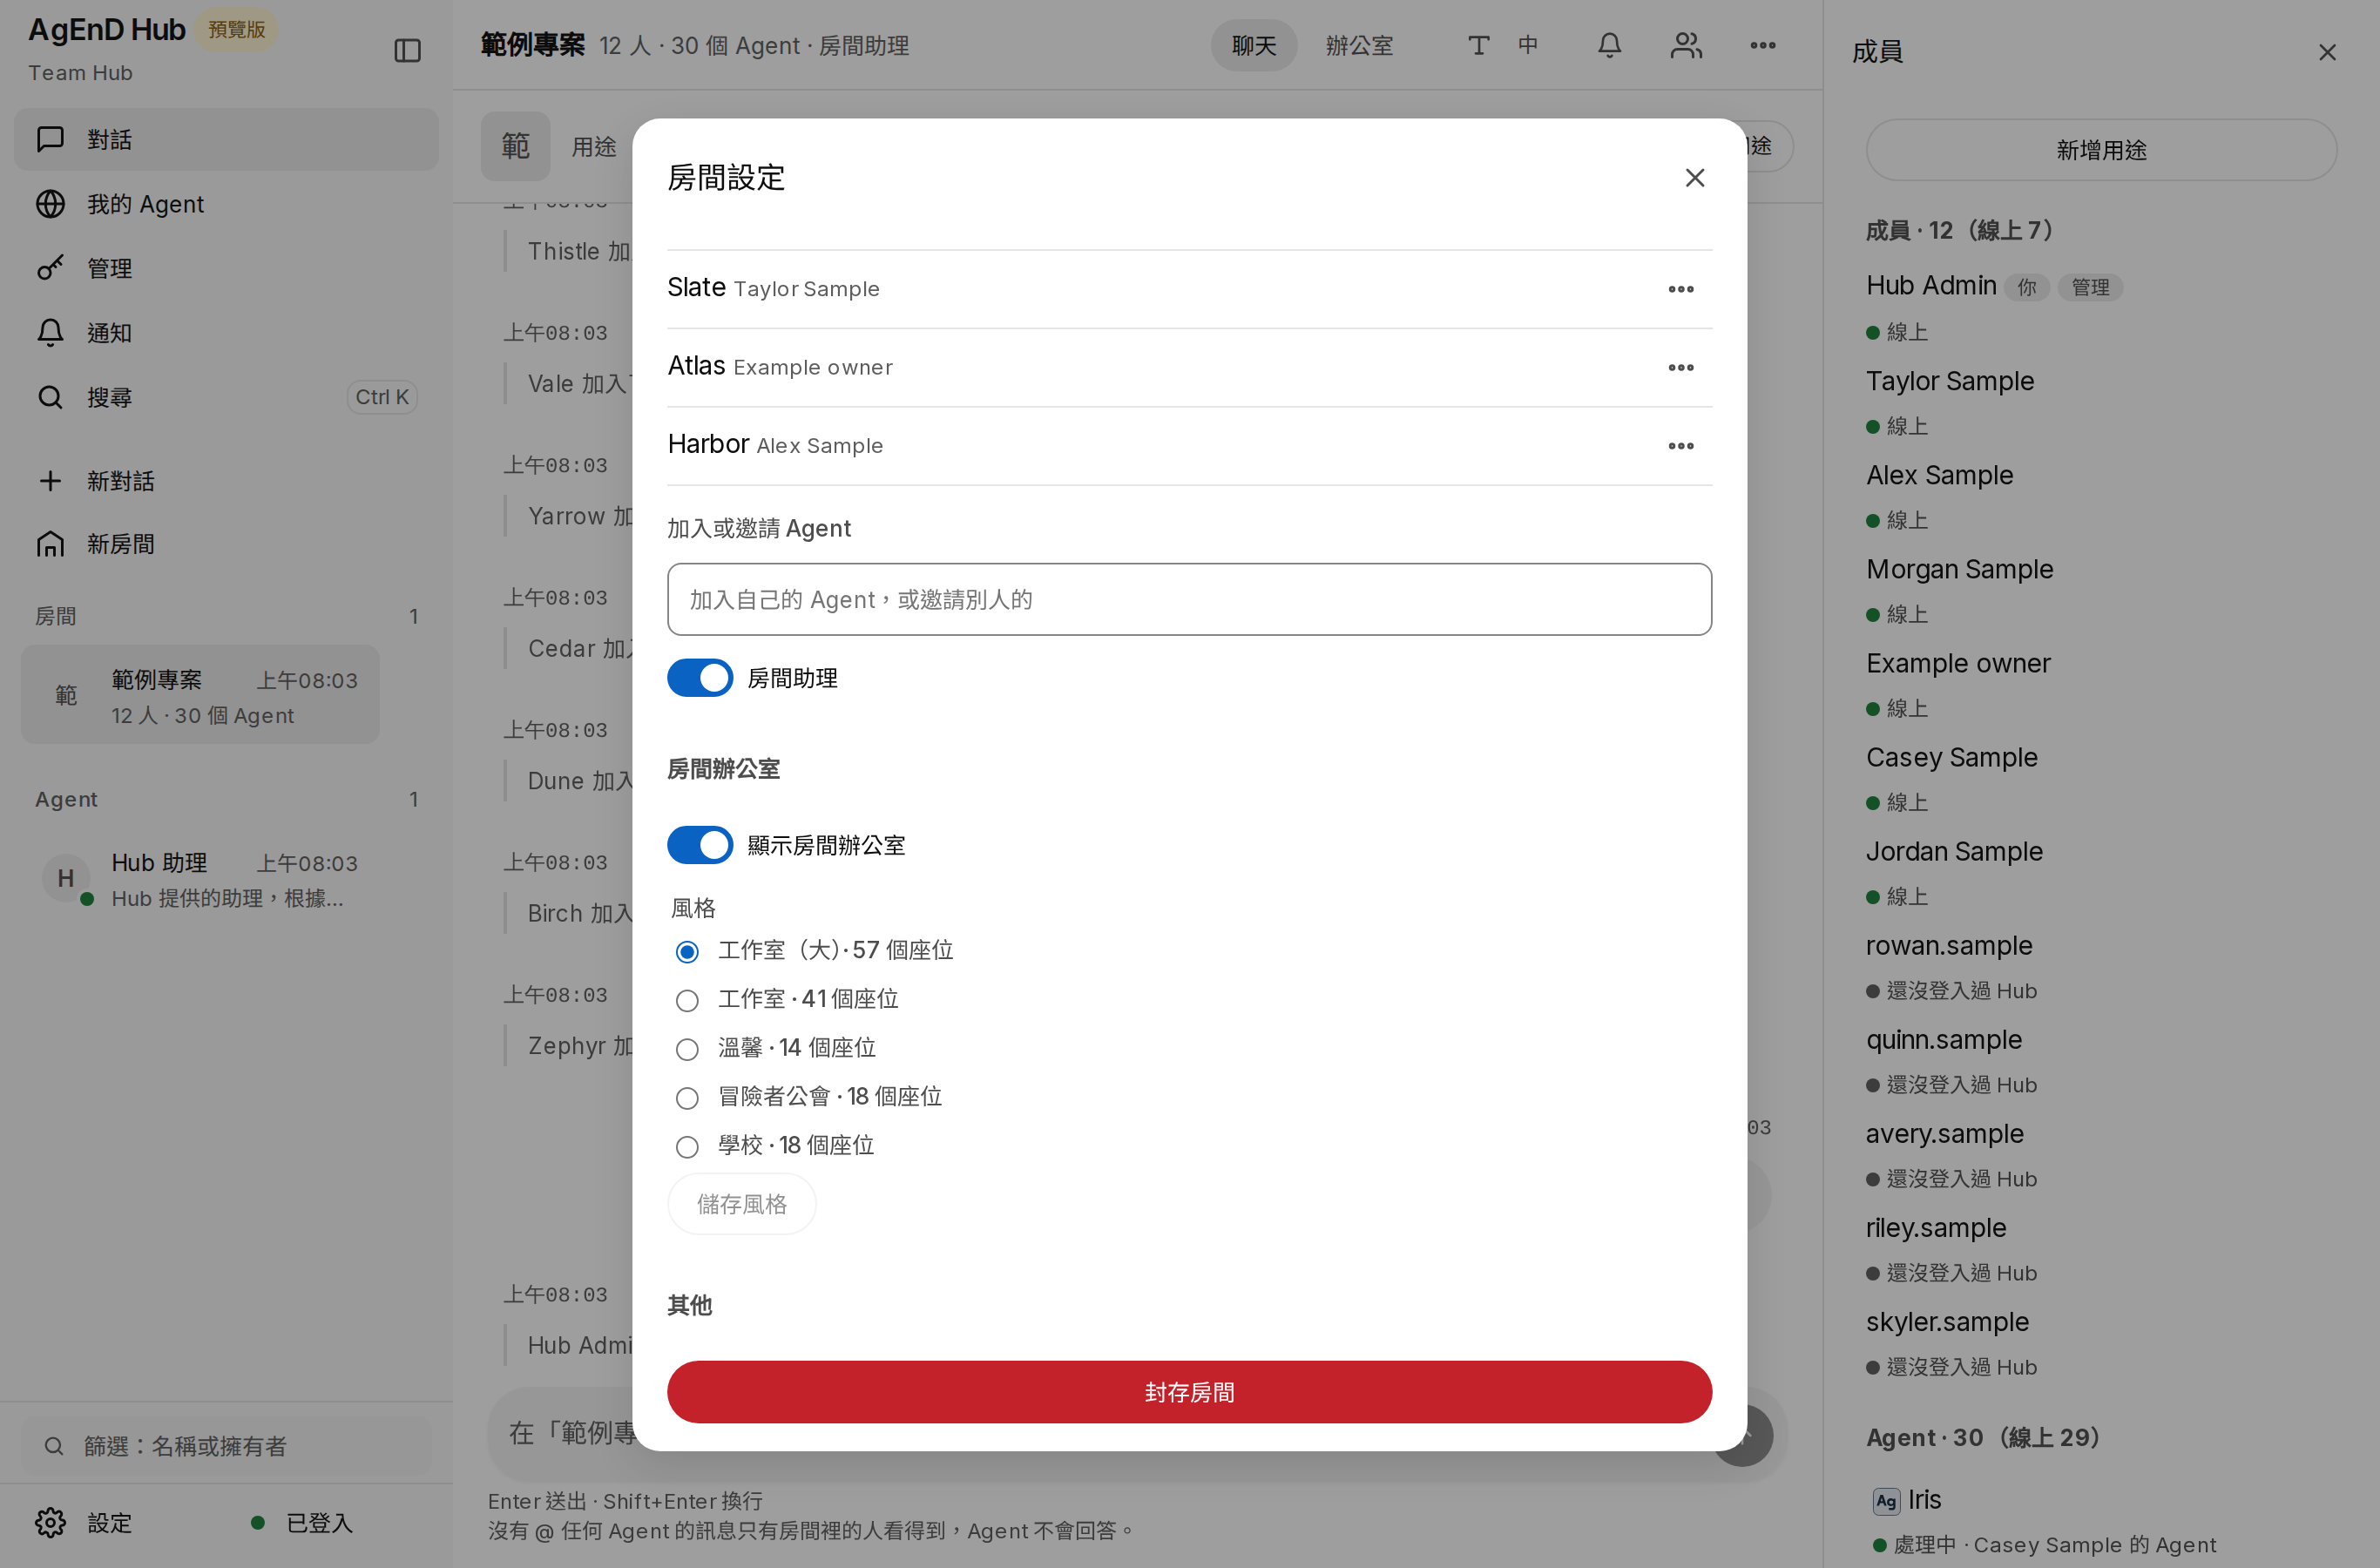 AgEnD Hub 預覽版
Team Hub
對話
我的 Agent
管理
通知
搜尋 Ctrl K
新對話
新房間
房間 1
範 範例專案 上午08:03
12 人 · 30 個 Agent
Agent 1
H Hub 助理 上午08:03
Hub 提供的助理，根據...
篩選：名稱或擁有者
設定 已登入
範例專案 12 人 · 30 個 Agent · 房間助理 聊天 辦公室 T 中
範 用途 途
Thistle 加
上午08:03
Vale 加入
上午08:03
Yarrow 加
上午08:03
Cedar 加
上午08:03
Dune 加入
上午08:03
Birch 加入
上午08:03
Zephyr 加
03
上午08:03
Hub Admi
在「範例專
Enter 送出 · Shift+Enter 換行
沒有 @ 任何 Agent 的訊息只有房間裡的人看得到，Agent 不會回答。
房間設定
Slate Taylor Sample
Atlas Example owner
Harbor Alex Sample
加入或邀請 Agent
加入自己的 Agent，或邀請別人的
房間助理
房間辦公室
顯示房間辦公室
風格
工作室（大）· 57 個座位
工作室 · 41 個座位
溫馨 · 14 個座位
冒險者公會 · 18 個座位
學校 · 18 個座位
儲存風格
其他
封存房間
成員
新增用途
成員 · 12（線上 7）
Hub Admin 你 管理
線上
Taylor Sample
線上
Alex Sample
線上
Morgan Sample
線上
Example owner
線上
Casey Sample
線上
Jordan Sample
線上
rowan.sample
還沒登入過 Hub
quinn.sample
還沒登入過 Hub
avery.sample
還沒登入過 Hub
riley.sample
還沒登入過 Hub
skyler.sample
還沒登入過 Hub
Agent · 30（線上 29）
Ag Iris
處理中 · Casey Sample 的 Agent